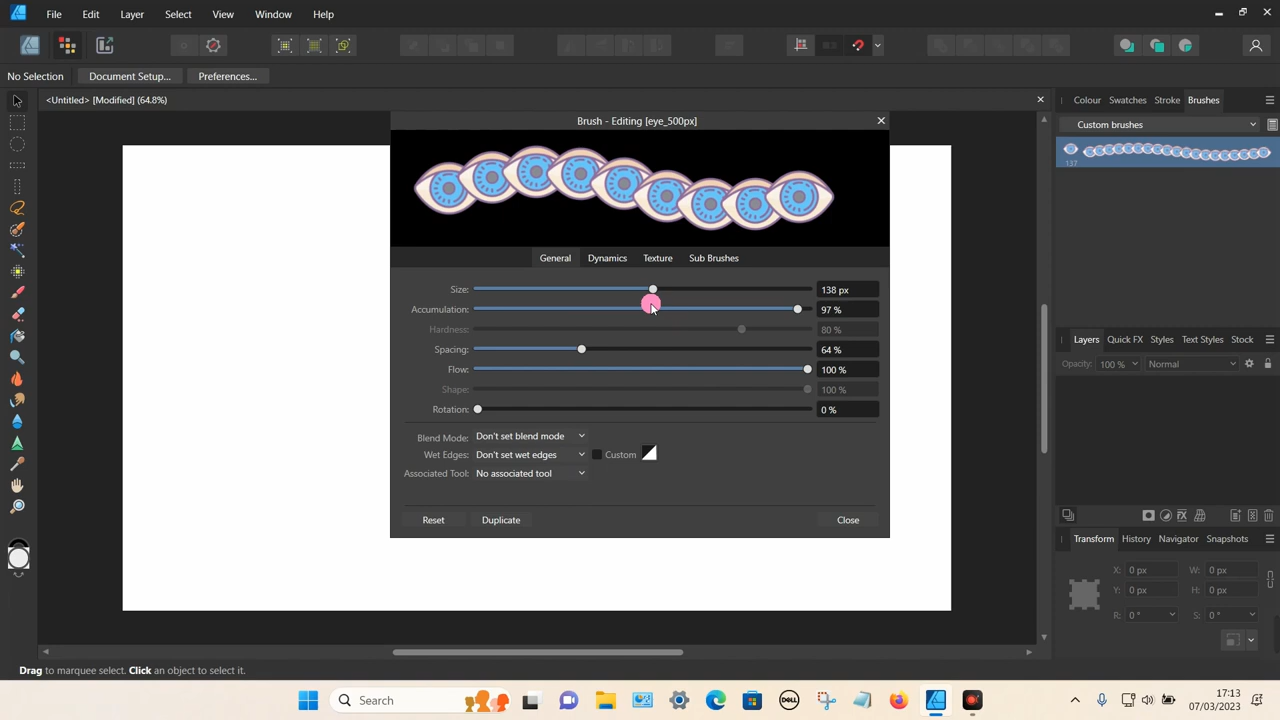 File Edit Layer Select View Window Help
No Selection Document Setup... Preferences...
<Untitled> [Modified] (64.8%)
Colour Swatches Stroke Brushes
Custom brushes
137
Brush - Editing [eye_500px]
General Dynamics Texture Sub Brushes
Size: 138 px
Accumulation: 97 %
Hardness: 80 %
Spacing: 64 %
Flow: 100 %
Shape: 100 %
Rotation: 0 %
Blend Mode: Don't set blend mode
Wet Edges: Don't set wet edges Custom
Associated Tool: No associated tool
Reset Duplicate Close
Layers Quick FX Styles Text Styles Stock
Opacity: 100 % Normal
Transform History Navigator Snapshots
X: 0 px W: 0 px
Y: 0 px H: 0 px
R: 0 ° S: 0 °
Drag to marquee select. Click an object to select it.
Search
DELL
17:13
07/03/2023